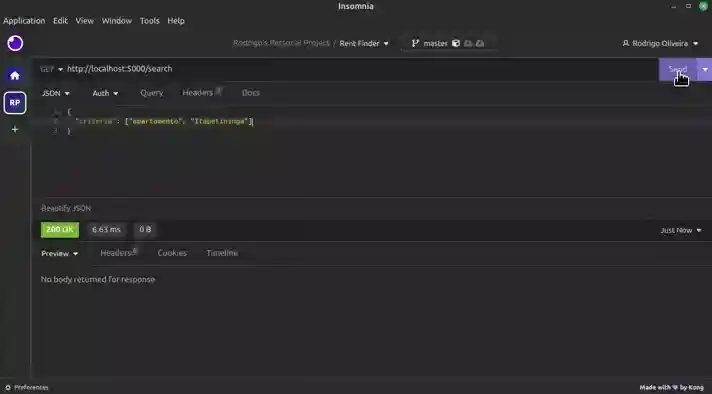 Insomnia
Application Edit View Window Tools Help
Rodrigo's Personal Project / Rent Finder master Rodrigo Oliveira
RP
GET http://localhost:5000/search Send
JSON Auth Query Headers 1 Docs
1 {
2 "criteria": ["apartamento", "Itapetininga"]
3 }
Beautify JSON
200 OK 6.63 ms 0 B Just Now
Preview Headers Cookies Timeline
No body returned for response
Preferences Made with by Kong